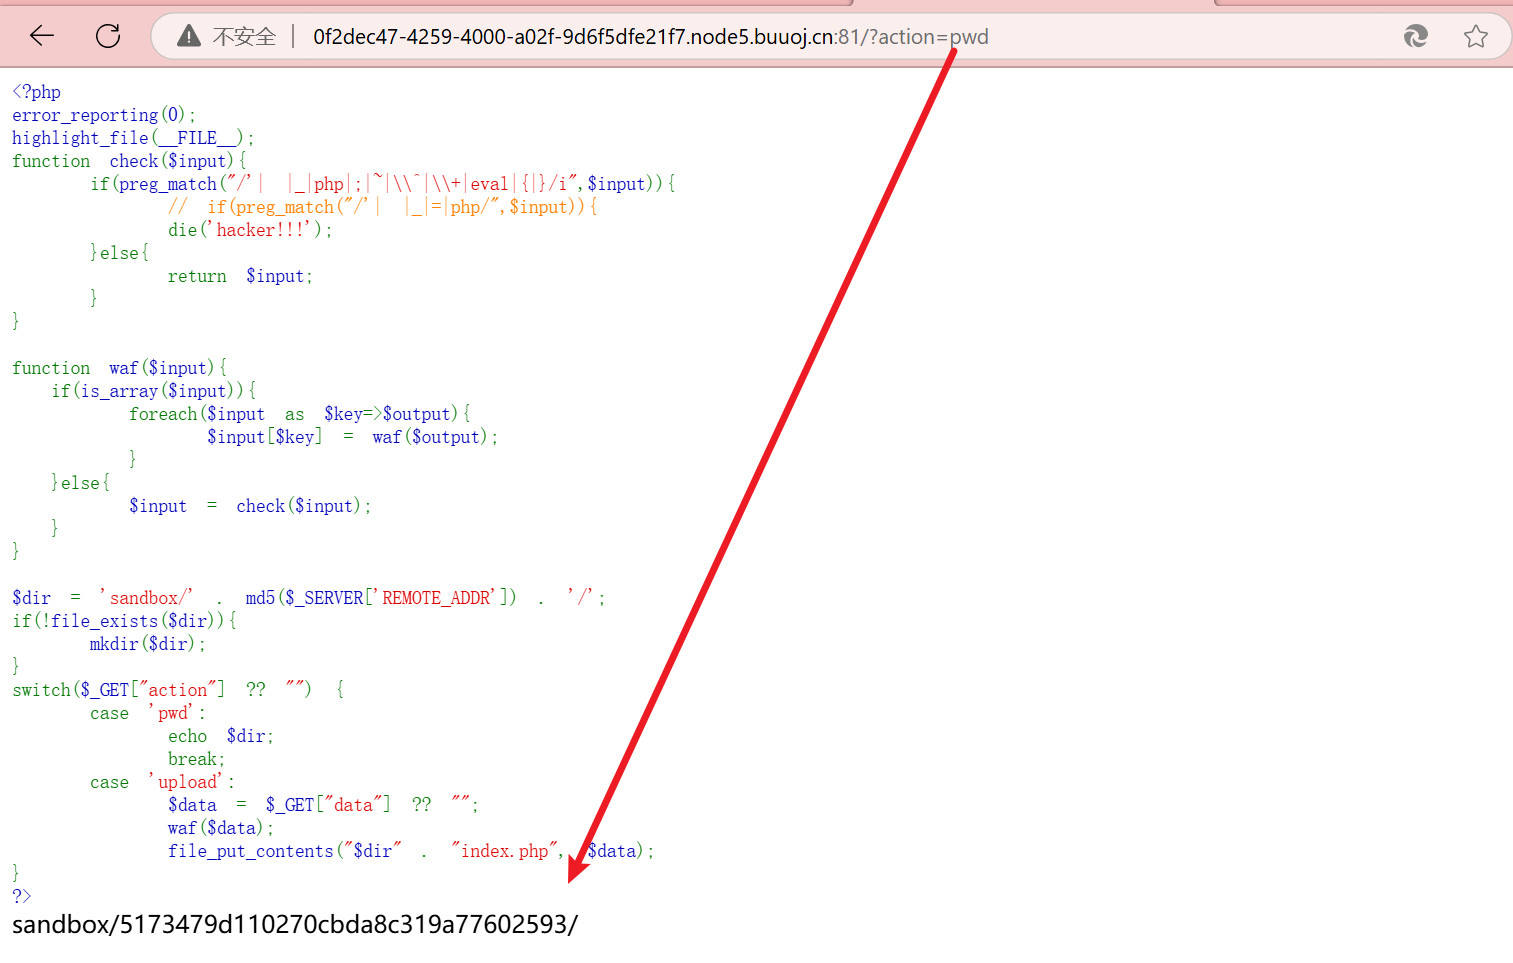 不安全 | 0f2dec47-4259-4000-a02f-9d6f5dfe21f7.node5.buuoj.cn:81/?action=pwd
<?php
error_reporting(0);
highlight_file(__FILE__);
function check($input){
        if(preg_match("/'| |_|php|;|~|\\^|\\+|eval|{|}/i",$input)){
                // if(preg_match("/'| |_|=|php/",$input)){
                die('hacker!!!');
        }else{
                return $input;
        }
}

function waf($input){
    if(is_array($input)){
            foreach($input as $key=>$output){
                    $input[$key] = waf($output);
            }
    }else{
            $input = check($input);
    }
}

$dir = 'sandbox/' . md5($_SERVER['REMOTE_ADDR']) . '/';
if(!file_exists($dir)){
        mkdir($dir);
}
switch($_GET["action"] ?? "") {
        case 'pwd':
                echo $dir;
                break;
        case 'upload':
                $data = $_GET["data"] ?? "";
                waf($data);
                file_put_contents("$dir" . "index.php", $data);
}
?>
sandbox/5173479d110270cbda8c319a77602593/